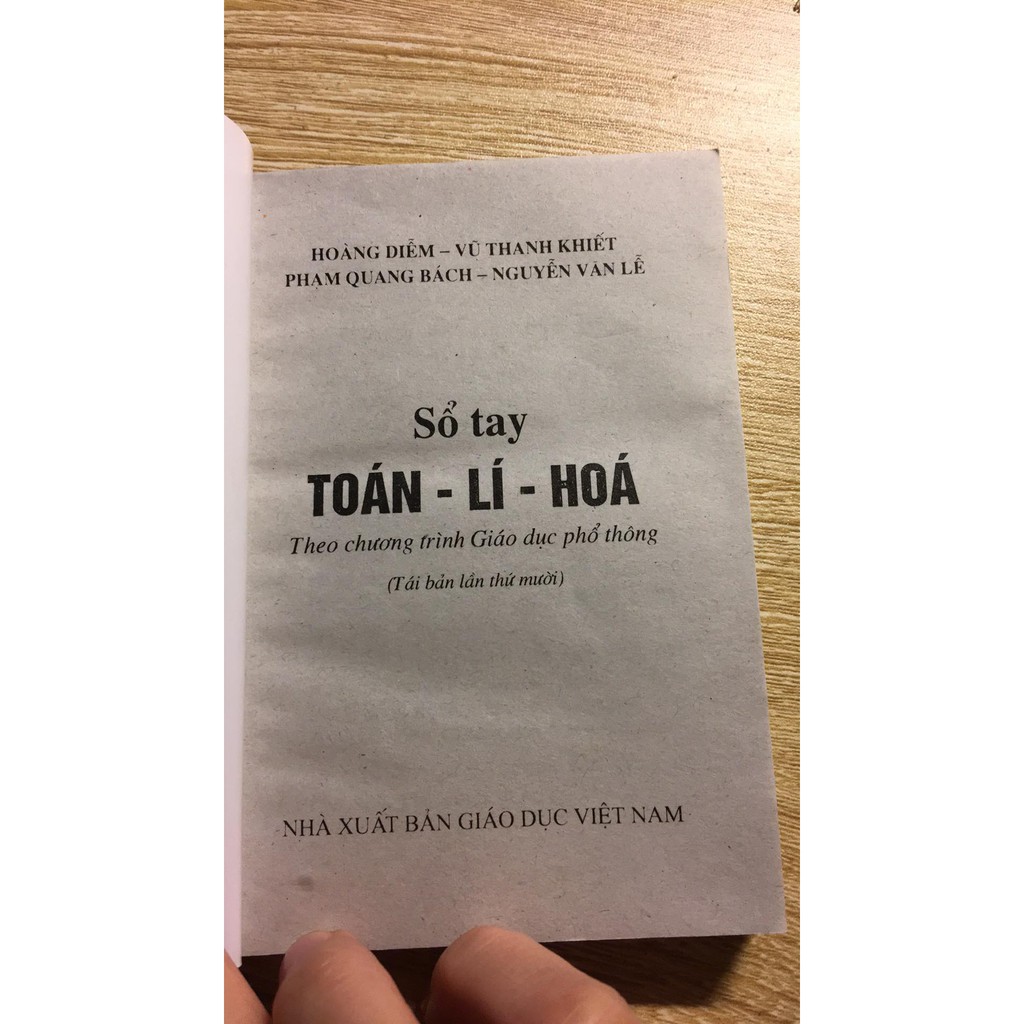 HOÀNG DIỄM – VŨ THANH KHIẾT
PHẠM QUANG BÁCH – NGUYỄN VĂN LỄ
Sổ tay
TOÁN - LÍ - HOÁ
Theo chương trình Giáo dục phổ thông
(Tái bản lần thứ mười)
NHÀ XUẤT BẢN GIÁO DỤC VIỆT NAM